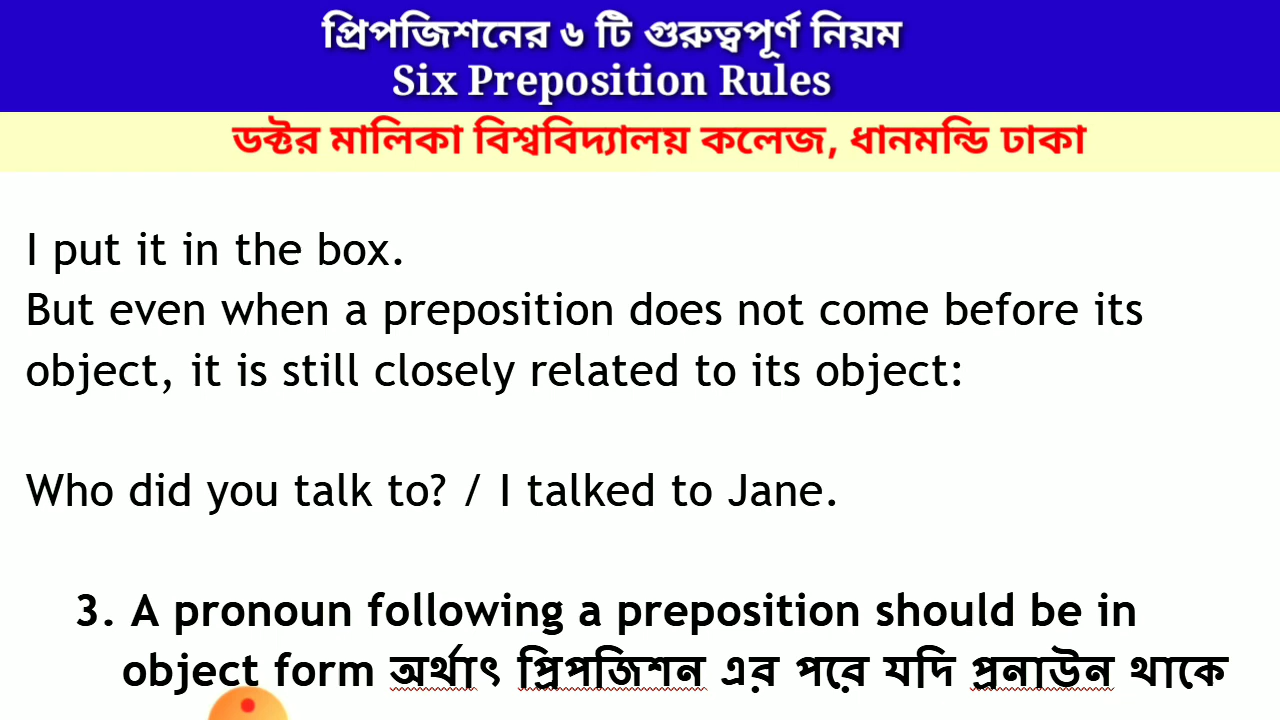 প্রিপজিশনের ৬ টি গুরুত্বপূর্ণ নিয়ম
Six Preposition Rules
ডক্টর মালিকা বিশ্ববিদ্যালয় কলেজ, ধানমন্ডি ঢাকা
I put it in the box.
But even when a preposition does not come before its
object, it is still closely related to its object:
Who did you talk to? / I talked to Jane.
3. A pronoun following a preposition should be in
object form অর্থাৎ প্রিপজিশন এর পরে যদি প্রনাউন থাকে